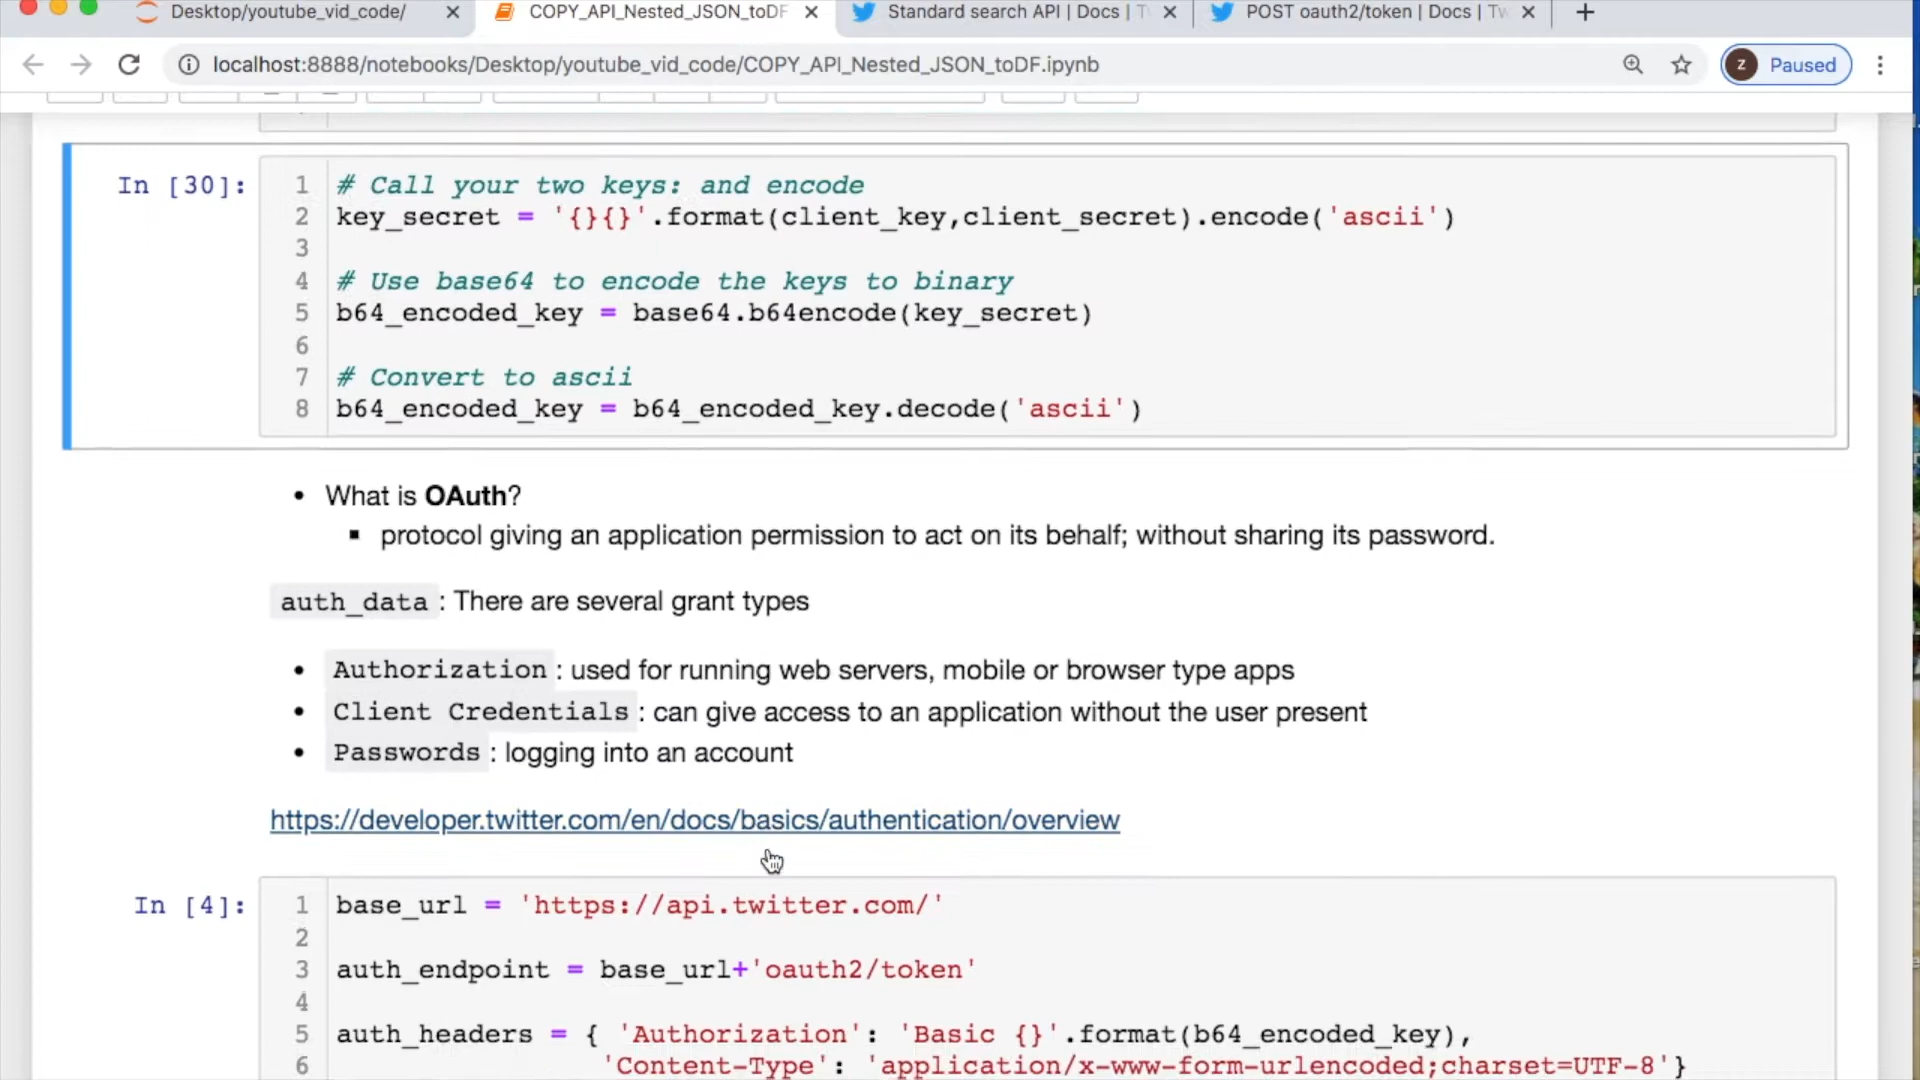 Desktop/youtube_vid_code/
COPY_API_Nested_JSON_toDF
Standard search API | Docs | Tw
POST oauth2/token | Docs | Tw
localhost:8888/notebooks/Desktop/youtube_vid_code/COPY_API_Nested_JSON_toDF.ipynb
z Paused
In [30]:
1 # Call your two keys: and encode
2 key_secret = '{}{}'.format(client_key,client_secret).encode('ascii')
3
4 # Use base64 to encode the keys to binary
5 b64_encoded_key = base64.b64encode(key_secret)
6
7 # Convert to ascii
8 b64_encoded_key = b64_encoded_key.decode('ascii')
• What is OAuth?
▪ protocol giving an application permission to act on its behalf; without sharing its password.
auth_data : There are several grant types
• Authorization : used for running web servers, mobile or browser type apps
• Client Credentials : can give access to an application without the user present
• Passwords : logging into an account
https://developer.twitter.com/en/docs/basics/authentication/overview
In [4]:
1 base_url = 'https://api.twitter.com/'
2
3 auth_endpoint = base_url+'oauth2/token'
4
5 auth_headers = { 'Authorization': 'Basic {}'.format(b64_encoded_key),
6 'Content-Type': 'application/x-www-form-urlencoded;charset=UTF-8'}